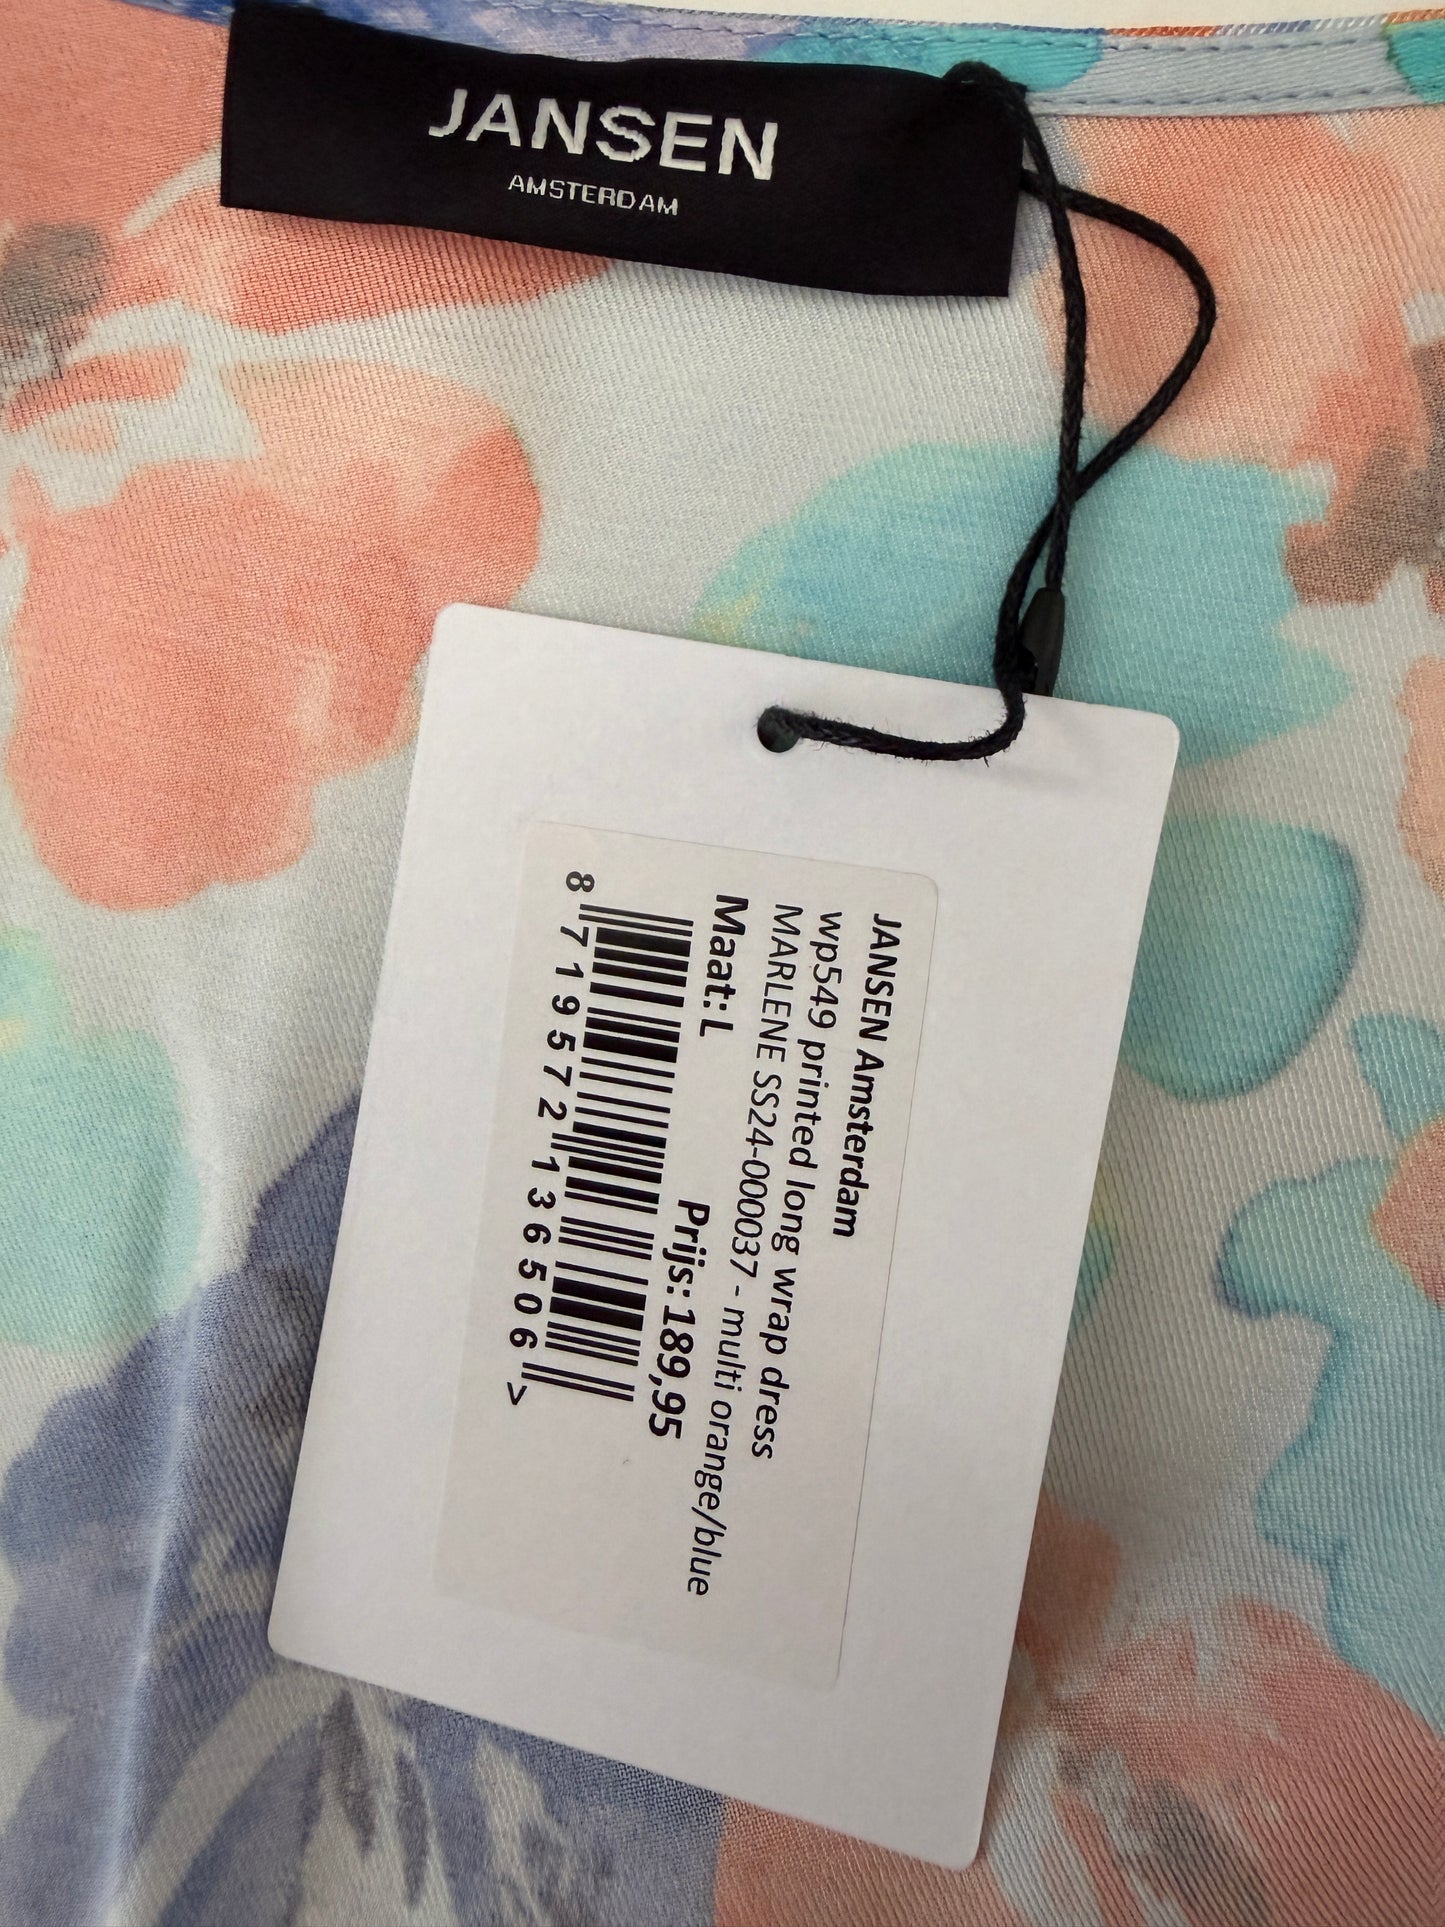 JANSEN
AMSTERDAM
JANSEN Amsterdam
wp549 printed long wrap dress
MARLENE SS24-000037 - multi orange/blue
Maat: L
Prijs: 189,95
8 719572 136506 >